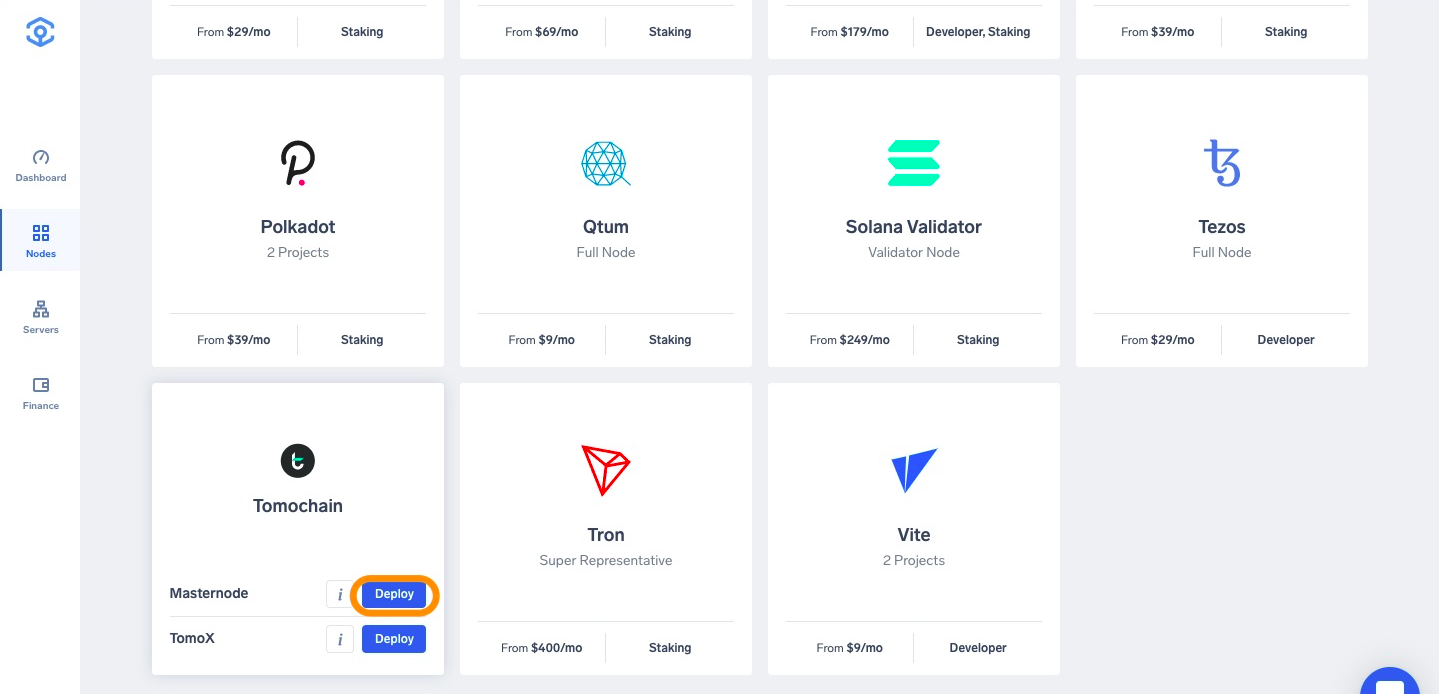 From $29/mo Staking
From $69/mo Staking
From $179/mo Developer, Staking
From $39/mo Staking
Dashboard
Nodes
Servers
Finance
Polkadot
2 Projects
From $39/mo Staking
Qtum
Full Node
From $9/mo Staking
Solana Validator
Validator Node
From $249/mo Staking
Tezos
Full Node
From $29/mo Developer
Tomochain
Masternode i Deploy
TomoX i Deploy
Tron
Super Representative
From $400/mo Staking
Vite
2 Projects
From $9/mo Developer